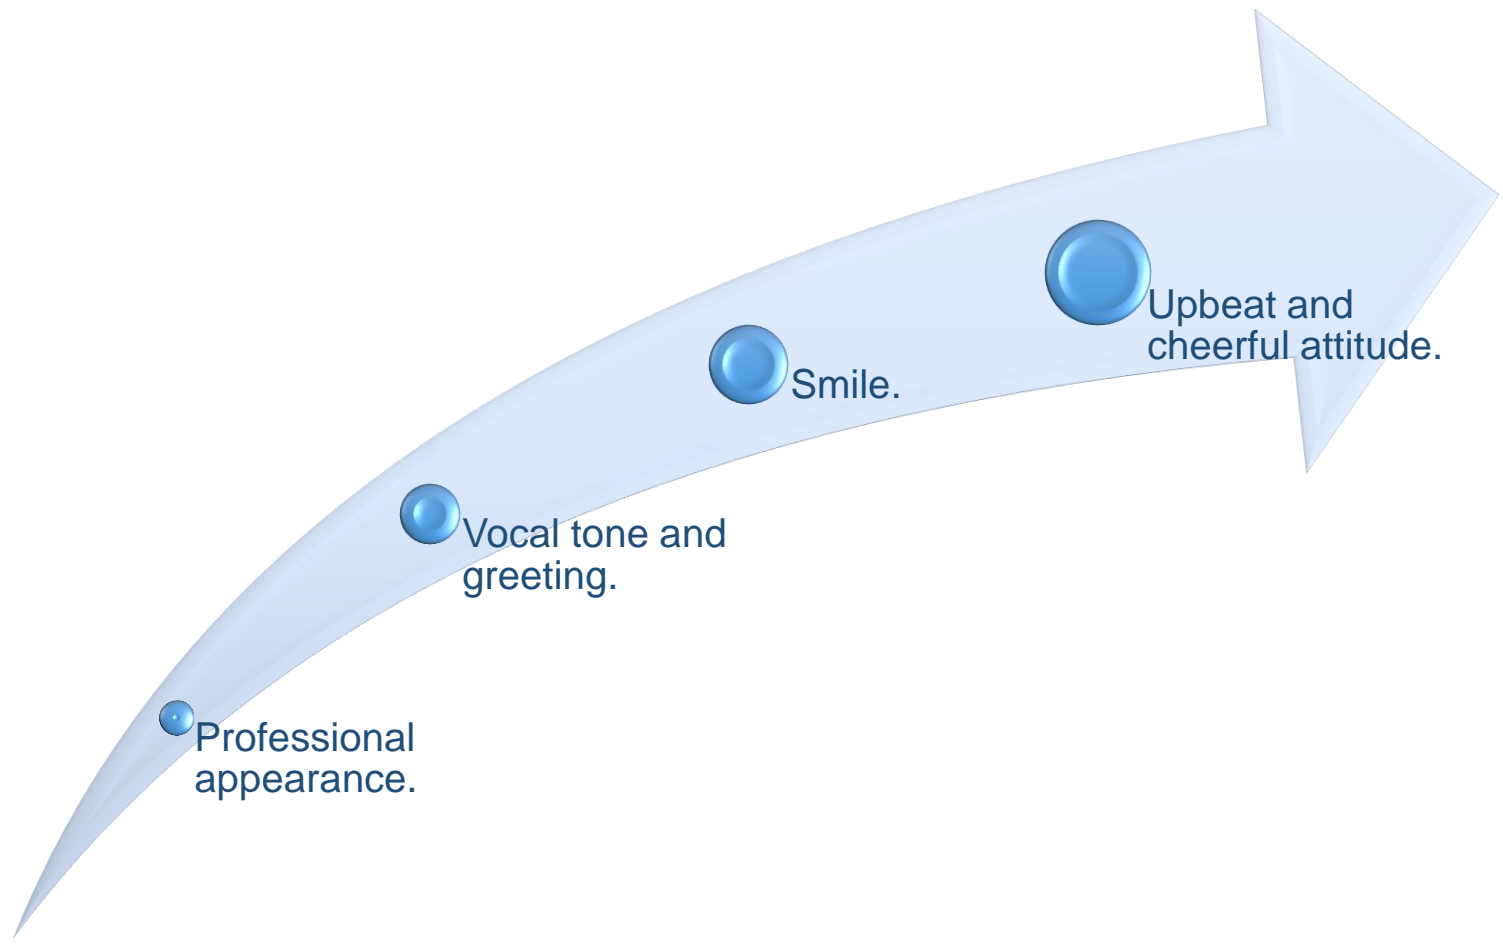 Upbeat and
cheerful attitude.
Smile.
Vocal tone and
greeting.
Professional
appearance.